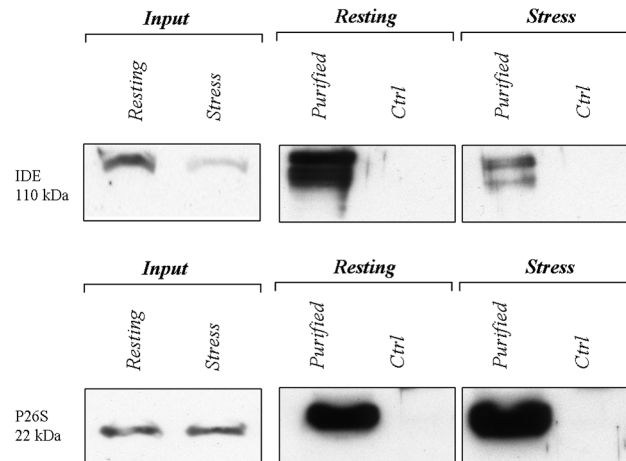 Input Resting Stress
Resting Stress Purified Ctrl Purified Ctrl
IDE
110 kDa
Input Resting Stress
Resting Stress Purified Ctrl Purified Ctrl
P26S
22 kDa